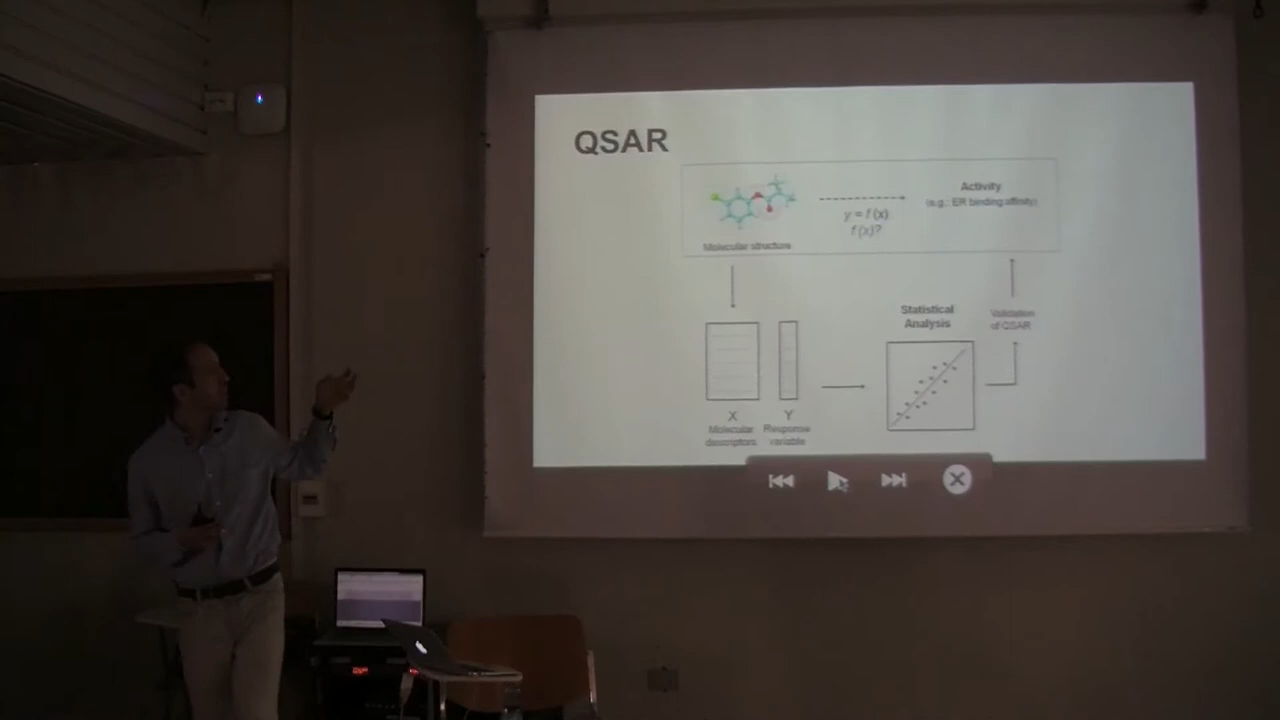 QSAR
Activity
(e.g.: ER binding affinity)
y = f (x)
f (x)?
Molecular structure
Statistical
Analysis
Validation
of QSAR
X
Y
Molecular
descriptors
Response
variable